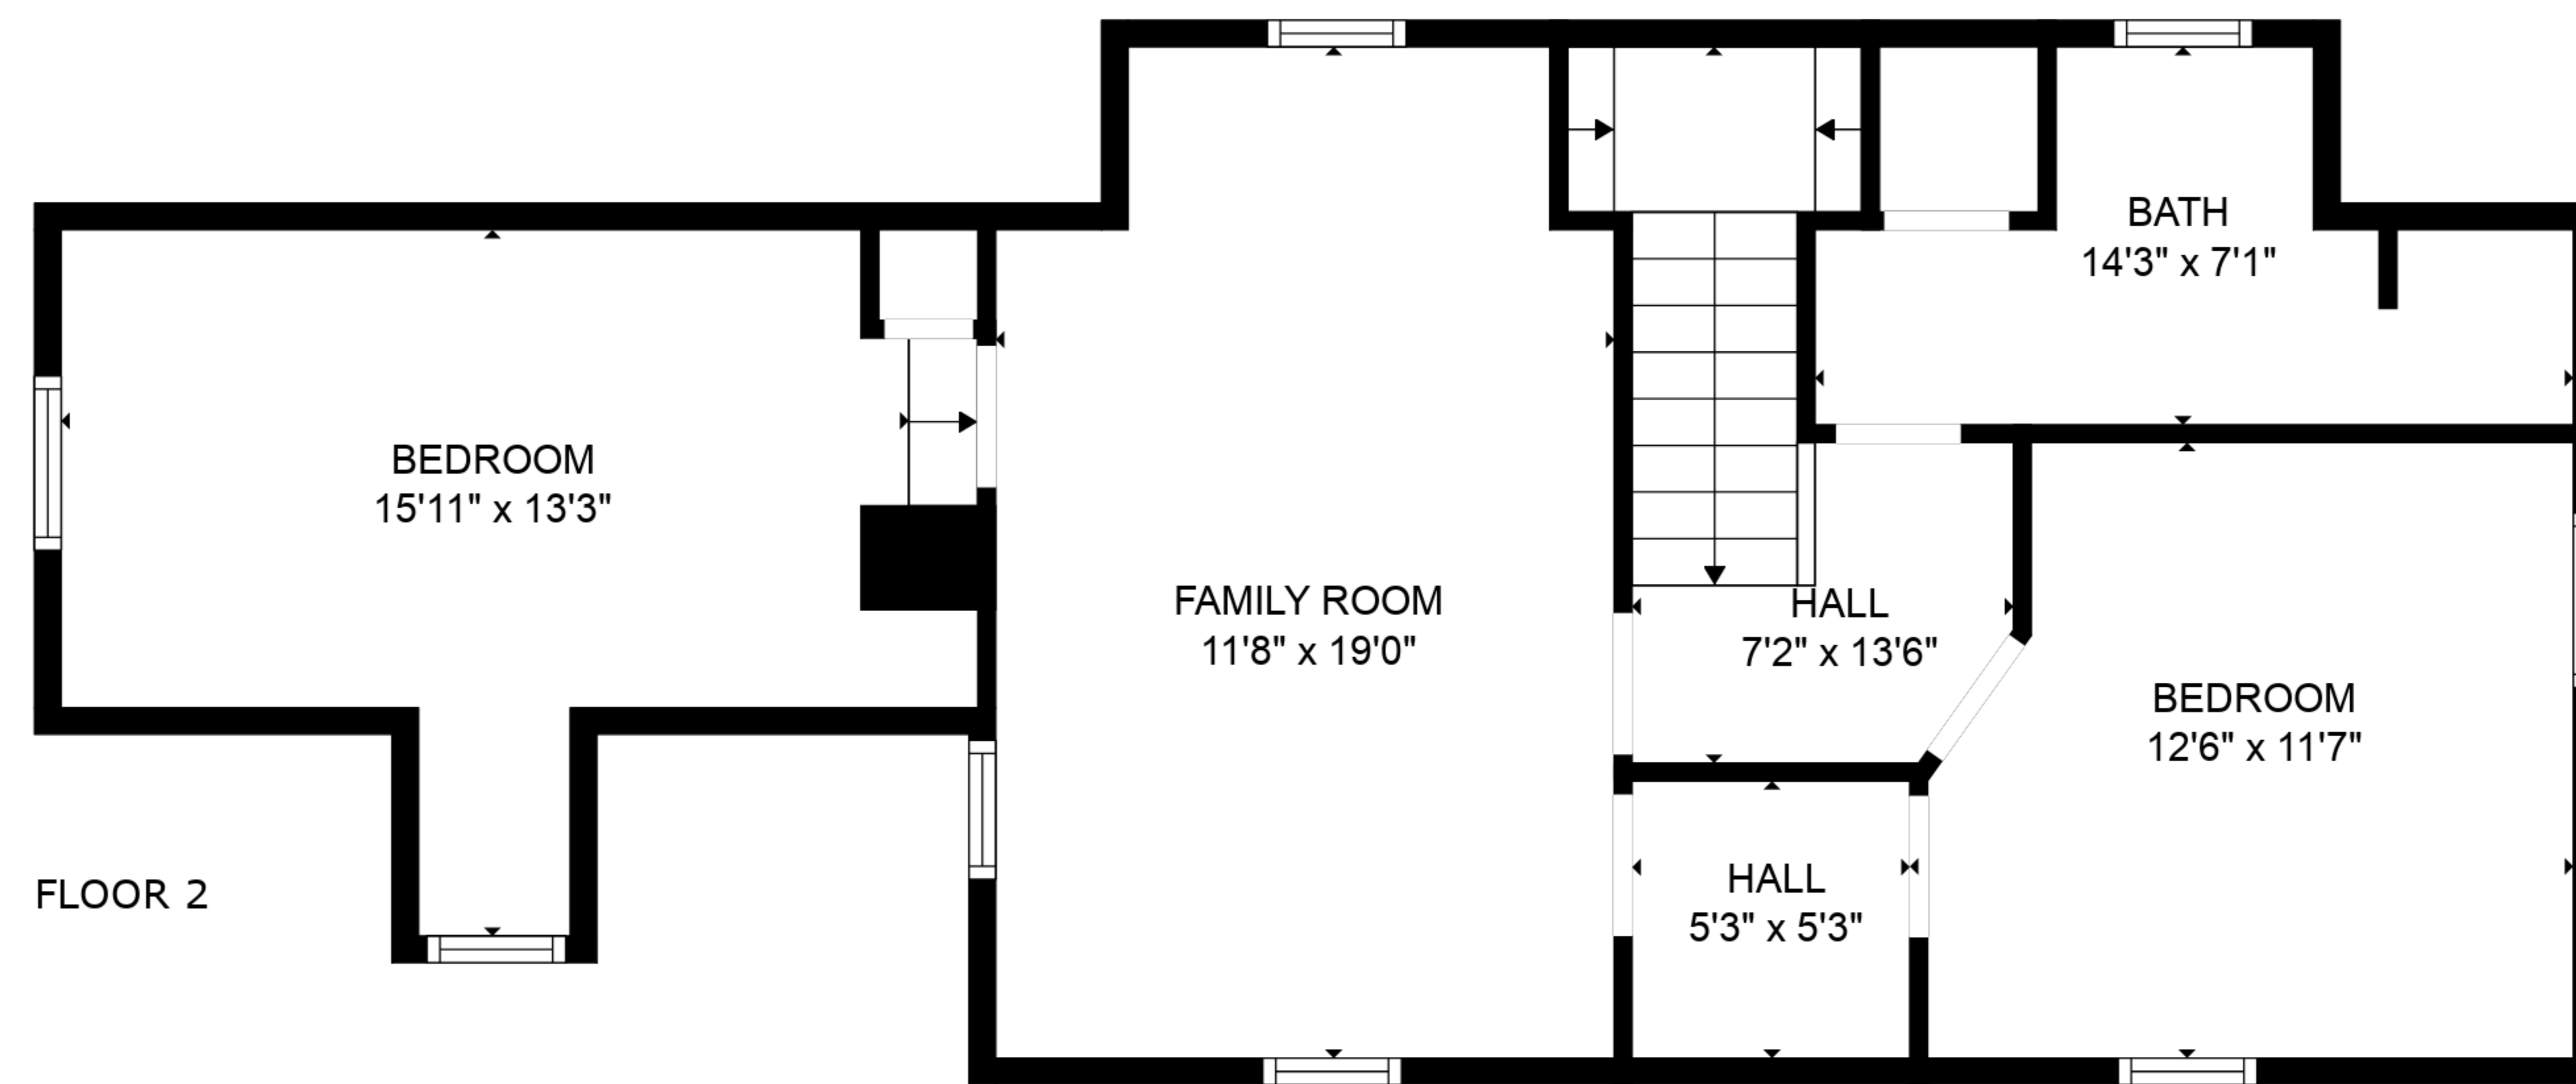 BATH
14'3" x 7'1"
BEDROOM
15'11" x 13'3"
FAMILY ROOM
11'8" x 19'0"
HALL
7'2" x 13'6"
BEDROOM
12'6" x 11'7"
HALL
5'3" x 5'3"
FLOOR 2